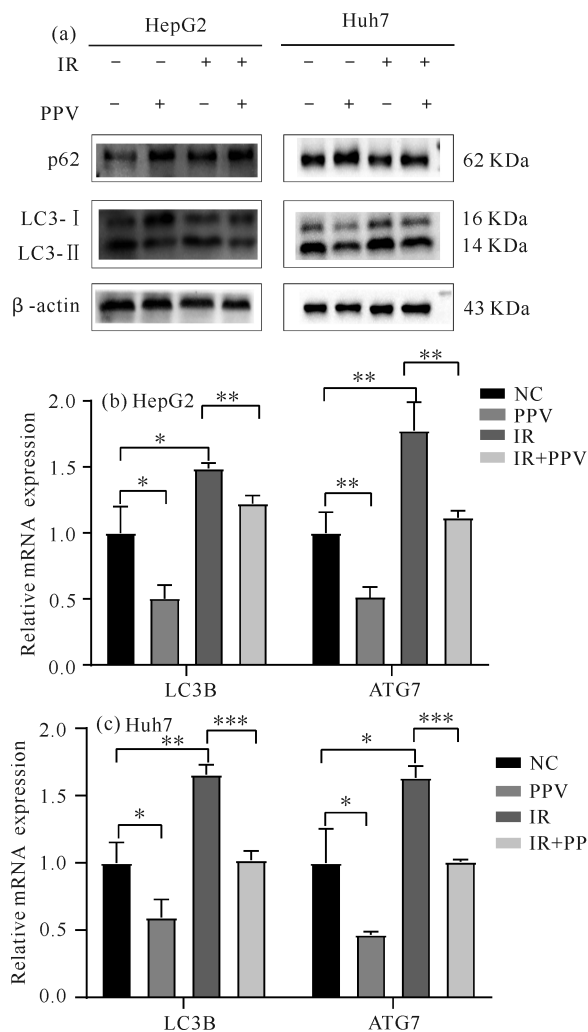 (a) HepG2 Huh7
IR − − + + − − + +
PPV − + − + − + − +
p62 62 KDa
LC3-Ⅰ 16 KDa
LC3-Ⅱ 14 KDa
β-actin 43 KDa
(b) HepG2
Relative mRNA expression
2.0
1.5
1.0
0.5
0.0
* * ** ** ** **
LC3B ATG7
NC
PPV
IR
IR+PPV
(c) Huh7
Relative mRNA expression
2.0
1.5
1.0
0.5
0.0
* ** *** * * ***
LC3B ATG7
NC
PPV
IR
IR+PP